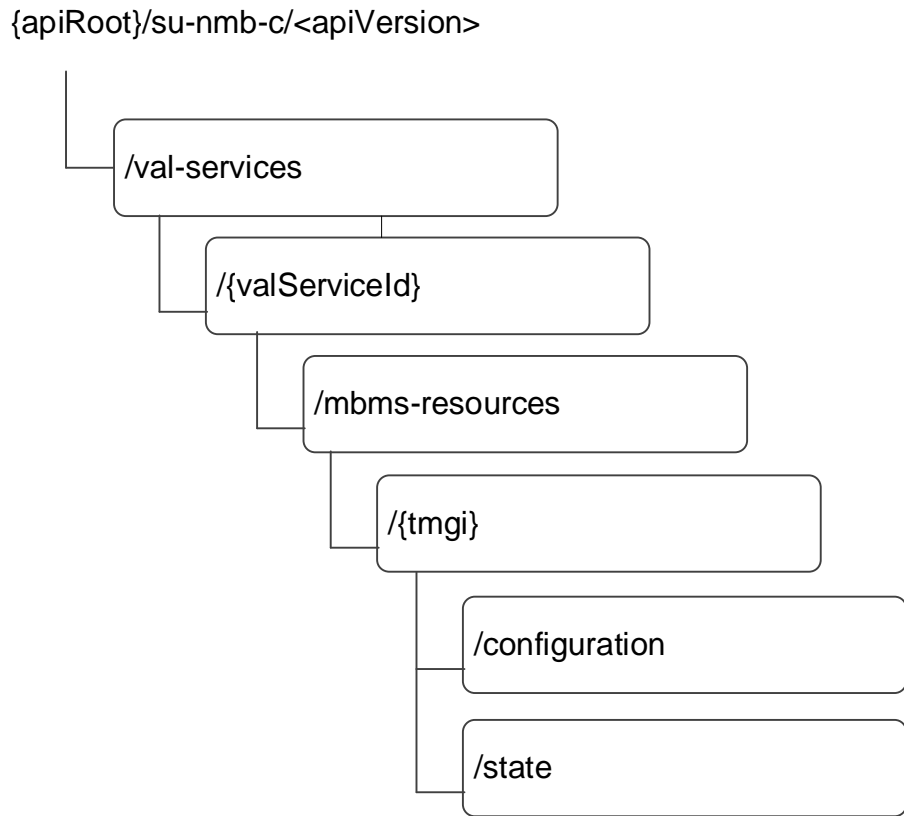 {apiRoot}/su-nmb-c/<apiVersion>
/val-services
/{valServiceId}
/mbms-resources
/{tmgi}
/configuration
/state